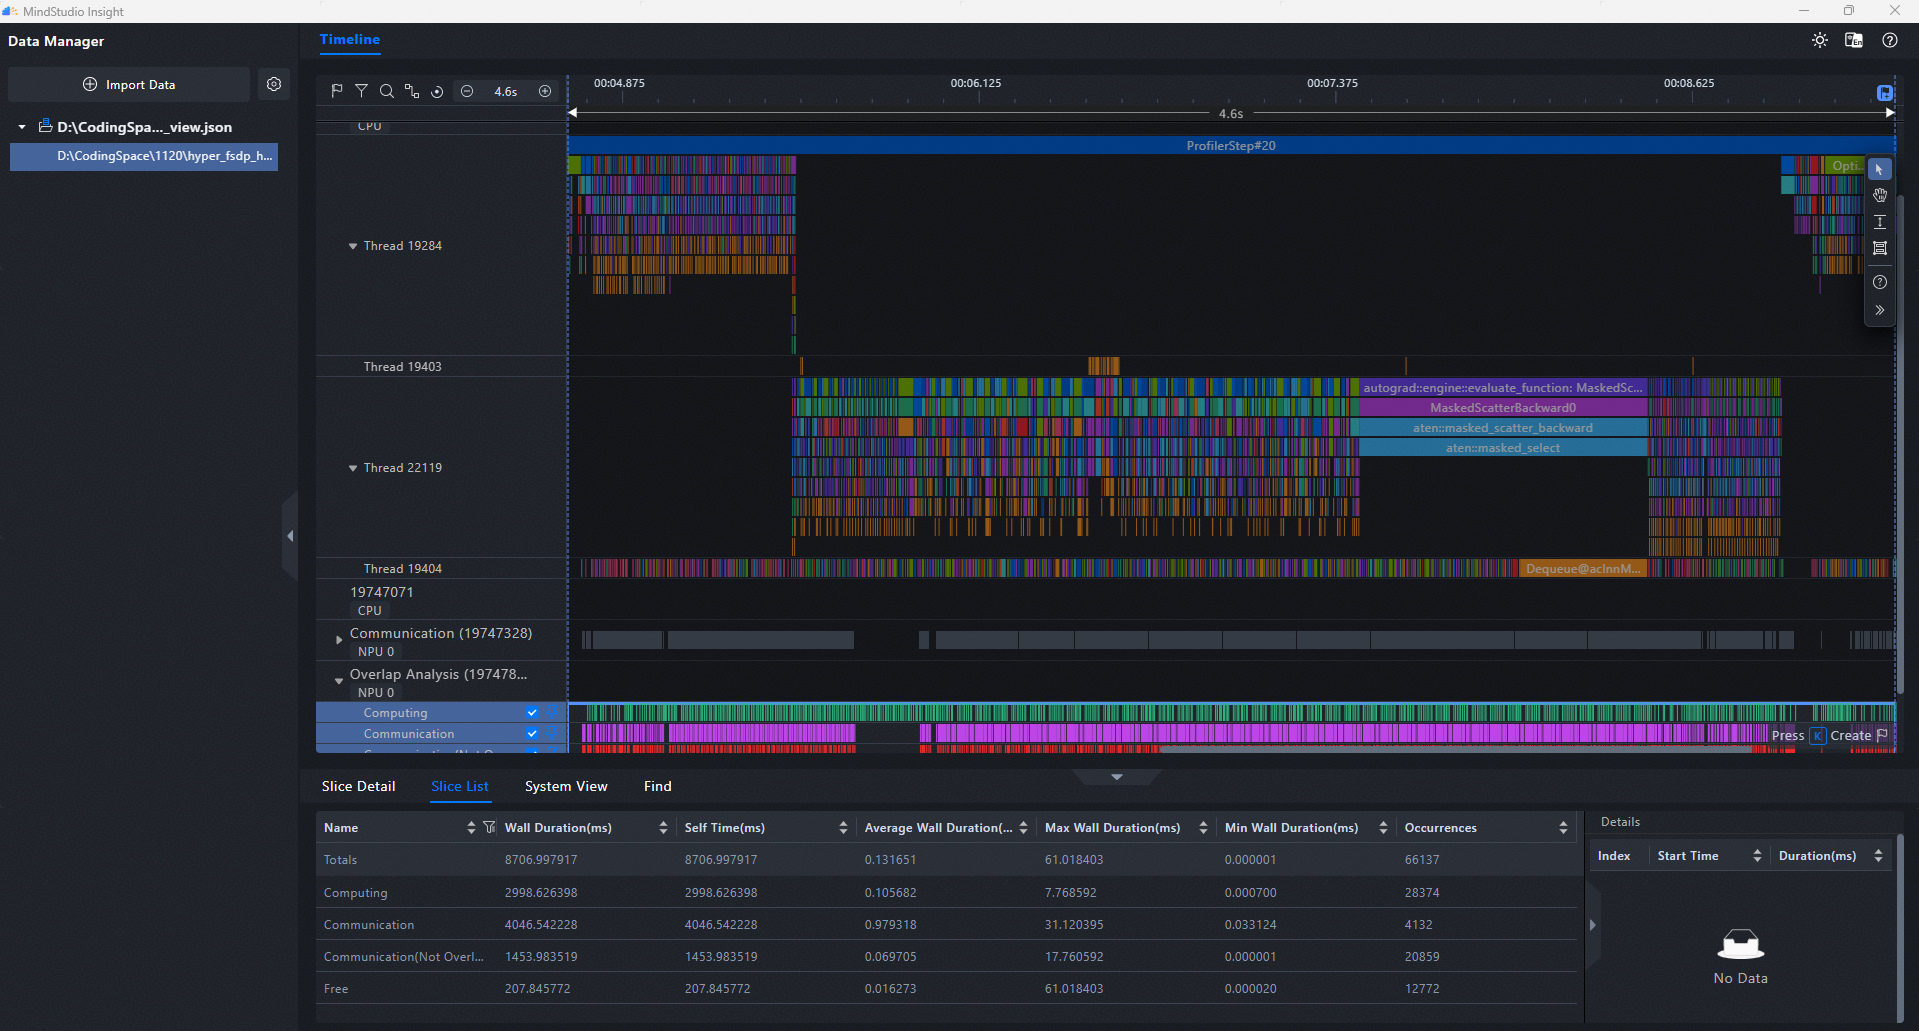 MindStudio Insight
Data Manager
Timeline
Import Data
4.6s
00:04.875
00:06.125
00:07.375
00:08.625
4.6s
D:\CodingSpa..._view.json
D:\CodingSpace\1120\hyper_fsdp_h...
CPU
ProfilerStep#20
Opti...
Thread 19284
Thread 19403
autograd::engine::evaluate_function: MaskedSc...
MaskedScatterBackward0
aten::masked_scatter_backward
aten::masked_select
Thread 22119
Thread 19404
Dequeue@aclnnM...
19747071
CPU
Communication (19747328)
NPU 0
Overlap Analysis (197478...
NPU 0
Computing
Communication
Press K Create
Slice Detail
Slice List
System View
Find
Name Wall Duration(ms) Self Time(ms) Average Wall Duration(... Max Wall Duration(ms) Min Wall Duration(ms) Occurrences
Totals 8706.997917 8706.997917 0.131651 61.018403 0.000001 66137
Computing 2998.626398 2998.626398 0.105682 7.768592 0.000700 28374
Communication 4046.542228 4046.542228 0.979318 31.120395 0.033124 4132
Communication(Not Overl... 1453.983519 1453.983519 0.069705 17.760592 0.000001 20859
Free 207.845772 207.845772 0.016273 61.018403 0.000020 12772
Details
Index Start Time Duration(ms)
No Data